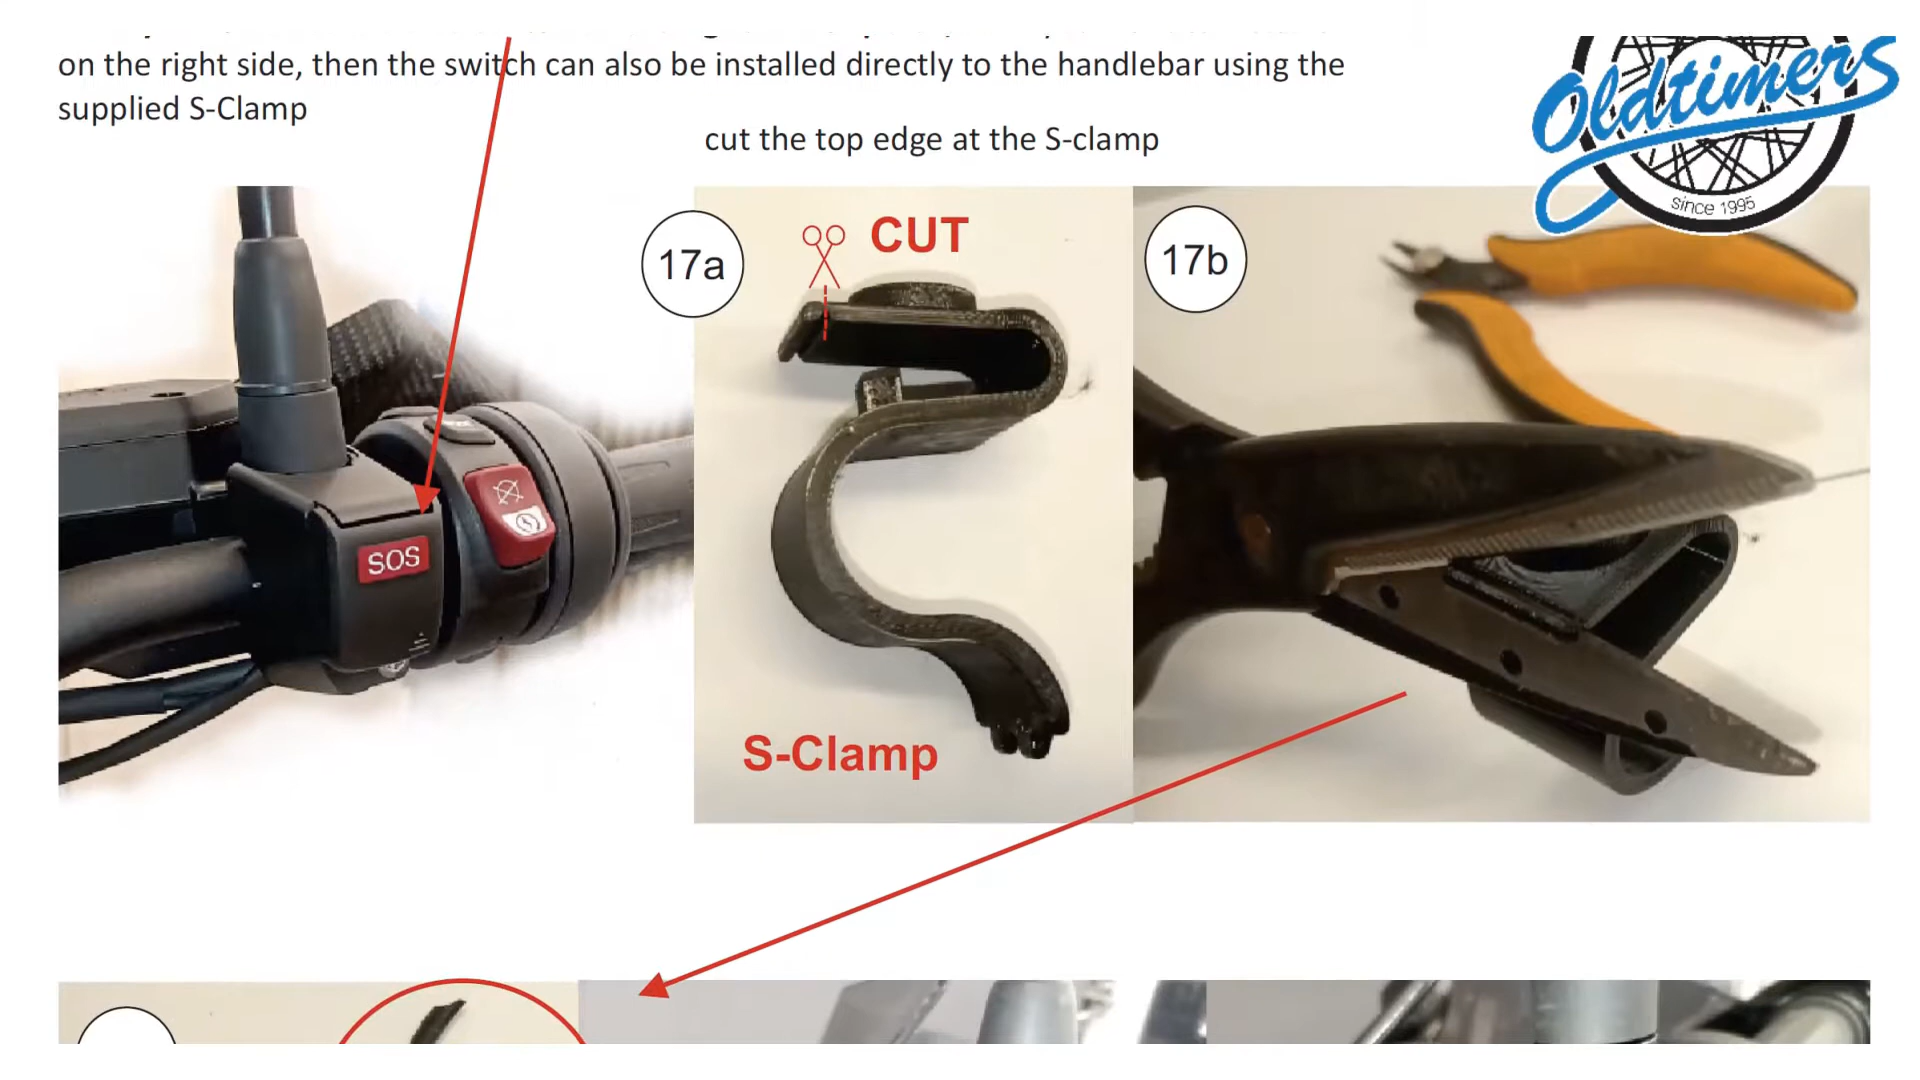 on the right side, then the switch can also be installed directly to the handlebar using the
supplied S-Clamp
cut the top edge at the S-clamp
Oldtimers
since 1995
17a
CUT
17b
SOS
S-Clamp